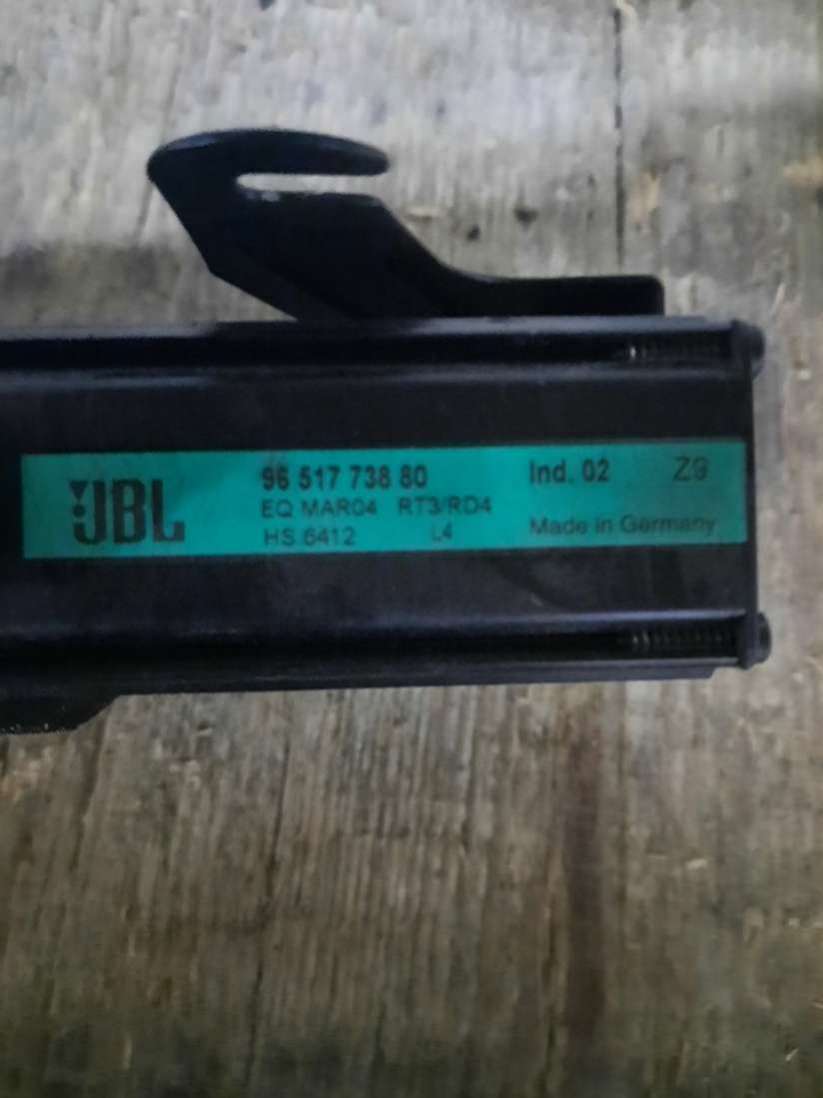 JBL
96 517 738 80 Ind. 02 Z9
EQ MAR04 RT3/RD4
HS 6412 L4 Made in Germany